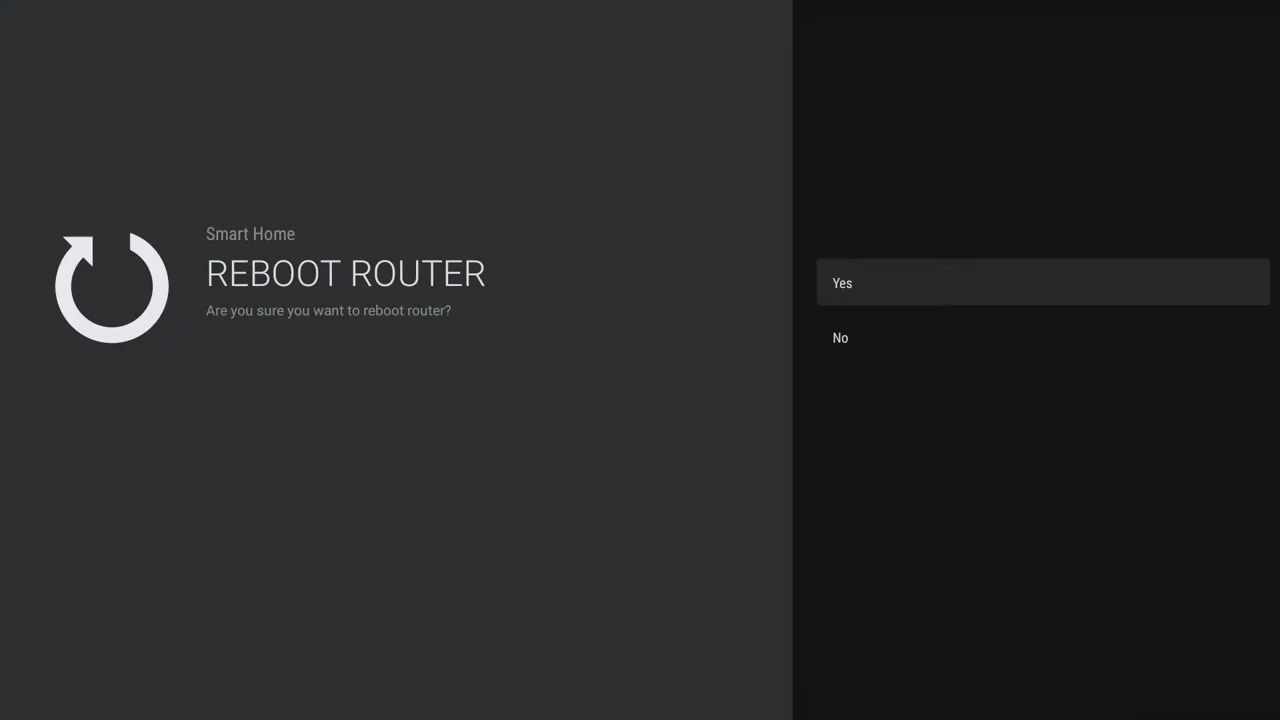 Smart Home
REBOOT ROUTER
Are you sure you want to reboot router?
Yes
No